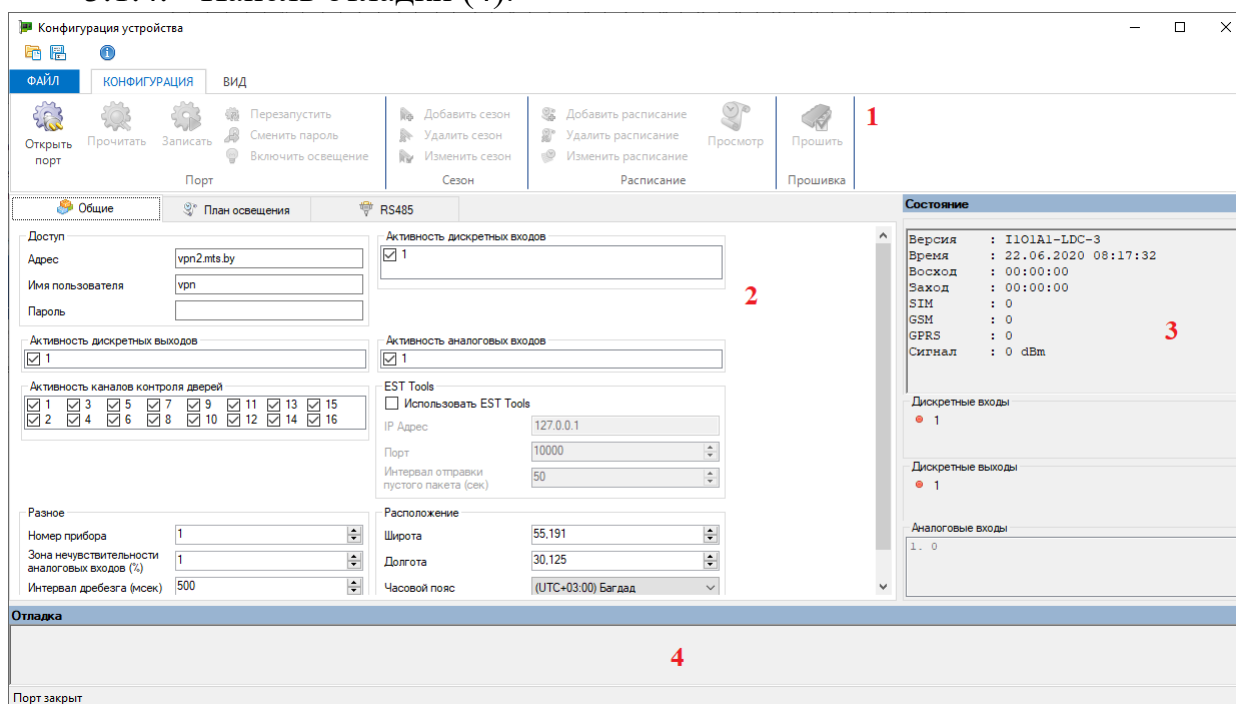 3.1.4. Панель отладки (4).
Конфигурация устройства
ФАЙЛ КОНФИГУРАЦИЯ ВИД
Открыть порт Прочитать Записать
Перезапустить
Сменить пароль
Включить освещение
Порт
Добавить сезон
Удалить сезон
Изменить сезон
Сезон
Добавить расписание
Удалить расписание
Изменить расписание
Просмотр
Расписание
Прошить
Прошивка
1
Общие План освещения RS485
Доступ
Адрес vpn2.mts.by
Имя пользователя vpn
Пароль
Активность дискретных входов
1
2
Активность дискретных выходов
1
Активность аналоговых входов
1
Активность каналов контроля дверей
1 3 5 7 9 11 13 15
2 4 6 8 10 12 14 16
EST Tools
Использовать EST Tools
IP Адрес 127.0.0.1
Порт 10000
Интервал отправки
пустого пакета (сек) 50
Разное
Номер прибора 1
Зона нечувствительности
аналоговых входов (%) 1
Интервал дребезга (мсек) 500
Расположение
Широта 55,191
Долгота 30,125
Часовой пояс (UTC+03:00) Багдад
Состояние
Версия : I1O1A1-LDC-3
Время : 22.06.2020 08:17:32
Восход : 00:00:00
Заход : 00:00:00
SIM : 0
GSM : 0
GPRS : 0
Сигнал : 0 dBm
3
Дискретные входы
1
Дискретные выходы
1
Аналоговые входы
1. 0
Отладка
4
Порт закрыт